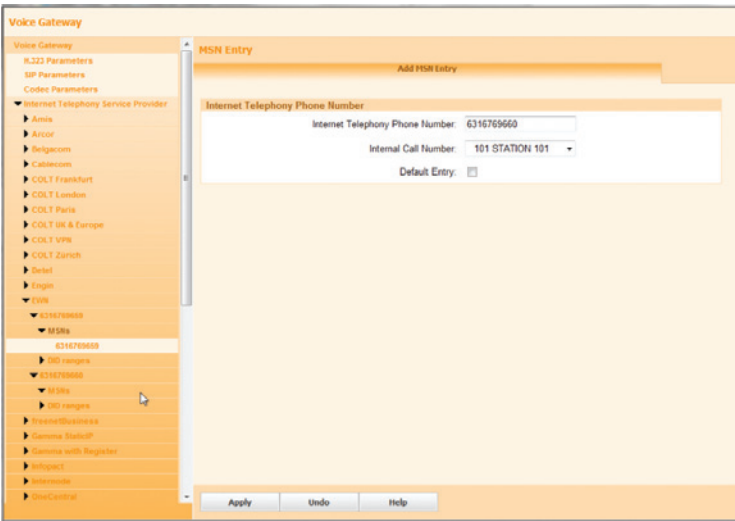 Voice Gateway
Voice Gateway
H.323 Parameters
SIP Parameters
Codec Parameters
Internet Telephony Service Provider
Amis
Arcor
Belgacom
Cablecom
COLT Frankfurt
COLT London
COLT Paris
COLT UK & Europe
COLT VPN
COLT Zürich
Deltel
Engin
EWN
6316769659
MSNs
6316769659
DID ranges
6316769660
MSNs
DID ranges
freenetBusiness
Gamma StaticIP
Gamma with Register
Infopact
Internode
OneCentral
MSN Entry
Add MSN Entry
Internet Telephony Phone Number
Internet Telephony Phone Number: 6316769660
Internal Call Number: 101 STATION 101
Default Entry:
Apply Undo Help